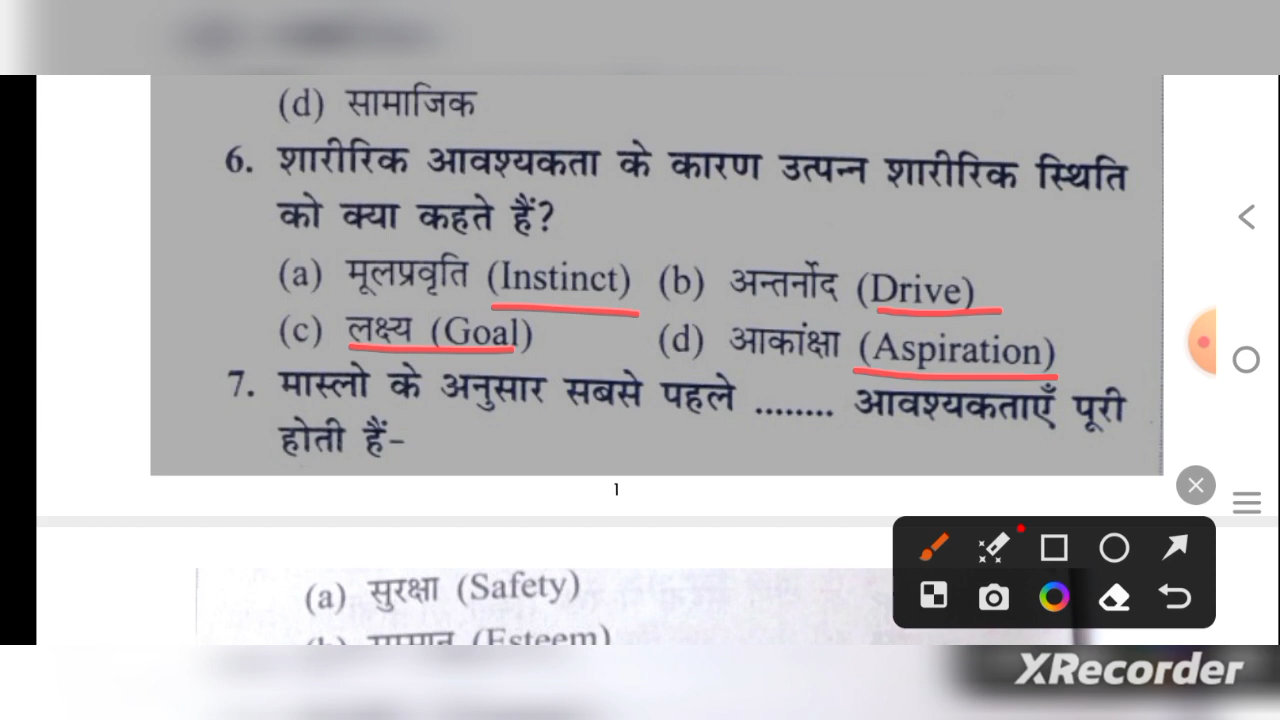 (d) सामाजिक
6. शारीरिक आवश्यकता के कारण उत्पन्न शारीरिक स्थिति
को क्या कहते हैं?
(a) मूलप्रवृति (Instinct) (b) अन्तर्नोद (Drive)
(c) लक्ष्य (Goal) (d) आकांक्षा (Aspiration)
7. मास्लो के अनुसार सबसे पहले ........ आवश्यकताएँ पूरी
होती हैं-
1
(a) सुरक्षा (Safety)
(Esteem)
XRecorder